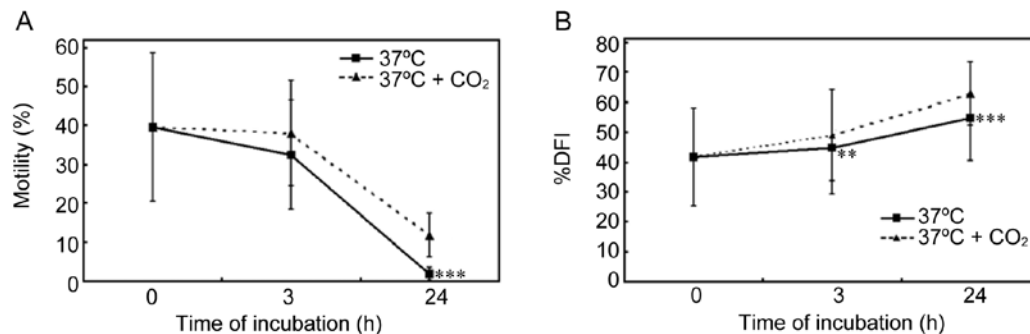 A
Motility (%)
60
50
40
30
20
10
0
0 3 24
Time of incubation (h)
37ºC
37ºC + CO₂
***
B
%DFI
80
70
60
50
40
30
20
10
0
0 3 24
Time of incubation (h)
37ºC
37ºC + CO₂
**
***